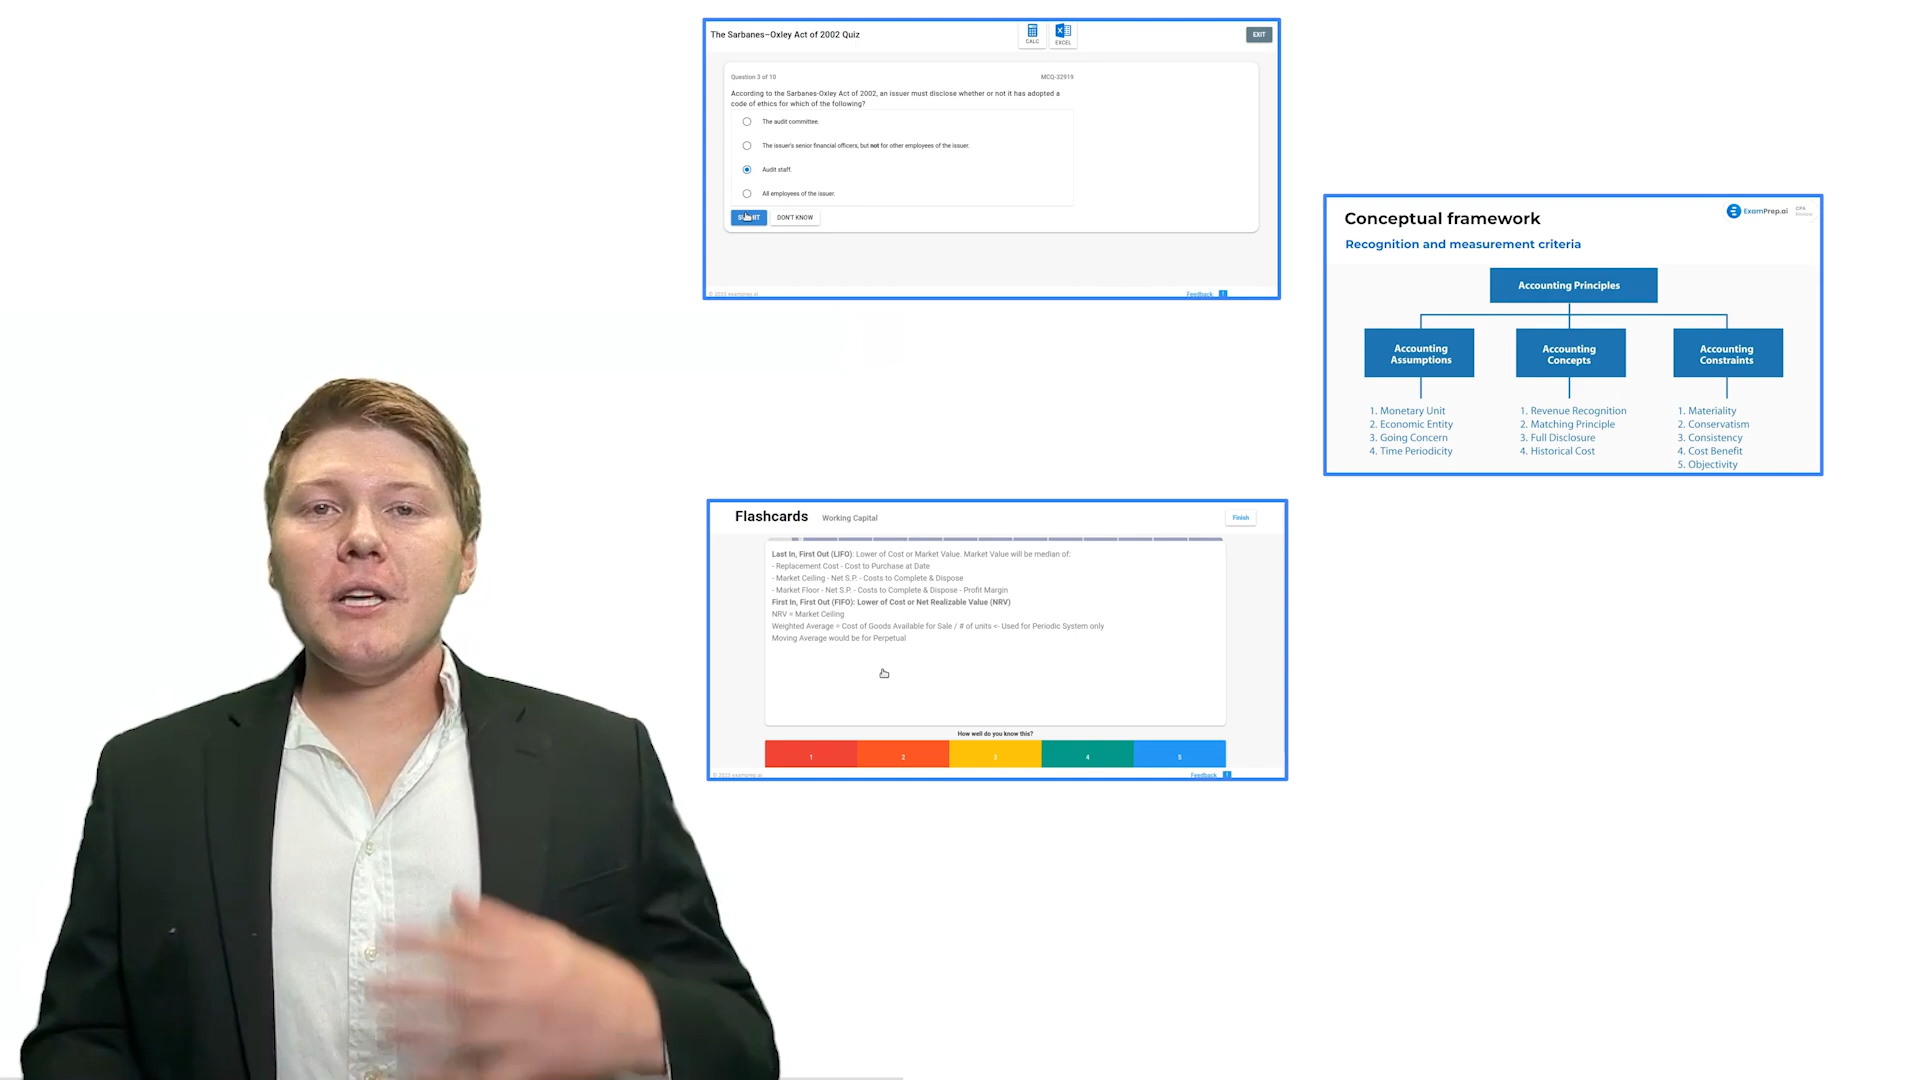 The Sarbanes–Oxley Act of 2002 Quiz
CALC
EXCEL
EXIT
Question 3 of 10
MCQ-32919
According to the Sarbanes-Oxley Act of 2002, an issuer must disclose whether or not it has adopted a
code of ethics for which of the following?
The audit committee.
The issuer's senior financial officers, but not for other employees of the issuer.
Audit staff.
All employees of the issuer.
DON'T KNOW
© 2023 examprep.ai
Feedback
!
Conceptual framework
ExamPrep.ai
CPA
Review
Recognition and measurement criteria
Accounting Principles
Accounting
Assumptions
Accounting
Concepts
Accounting
Constraints
1. Monetary Unit
2. Economic Entity
3. Going Concern
4. Time Periodicity
1. Revenue Recognition
2. Matching Principle
3. Full Disclosure
4. Historical Cost
1. Materiality
2. Conservatism
3. Consistency
4. Cost Benefit
5. Objectivity
Flashcards
Working Capital
Finish
Last In, First Out (LIFO): Lower of Cost or Market Value. Market Value will be median of:
- Replacement Cost - Cost to Purchase at Date
- Market Ceiling - Net S.P. - Costs to Complete & Dispose
- Market Floor - Net S.P. - Costs to Complete & Dispose - Profit Margin
First In, First Out (FIFO): Lower of Cost or Net Realizable Value (NRV)
NRV = Market Ceiling
Weighted Average = Cost of Goods Available for Sale / # of units <- Used for Periodic System only
Moving Average would be for Perpetual
How well do you know this?
1
2
3
4
5
© 2023 examprep.ai
Feedback
!